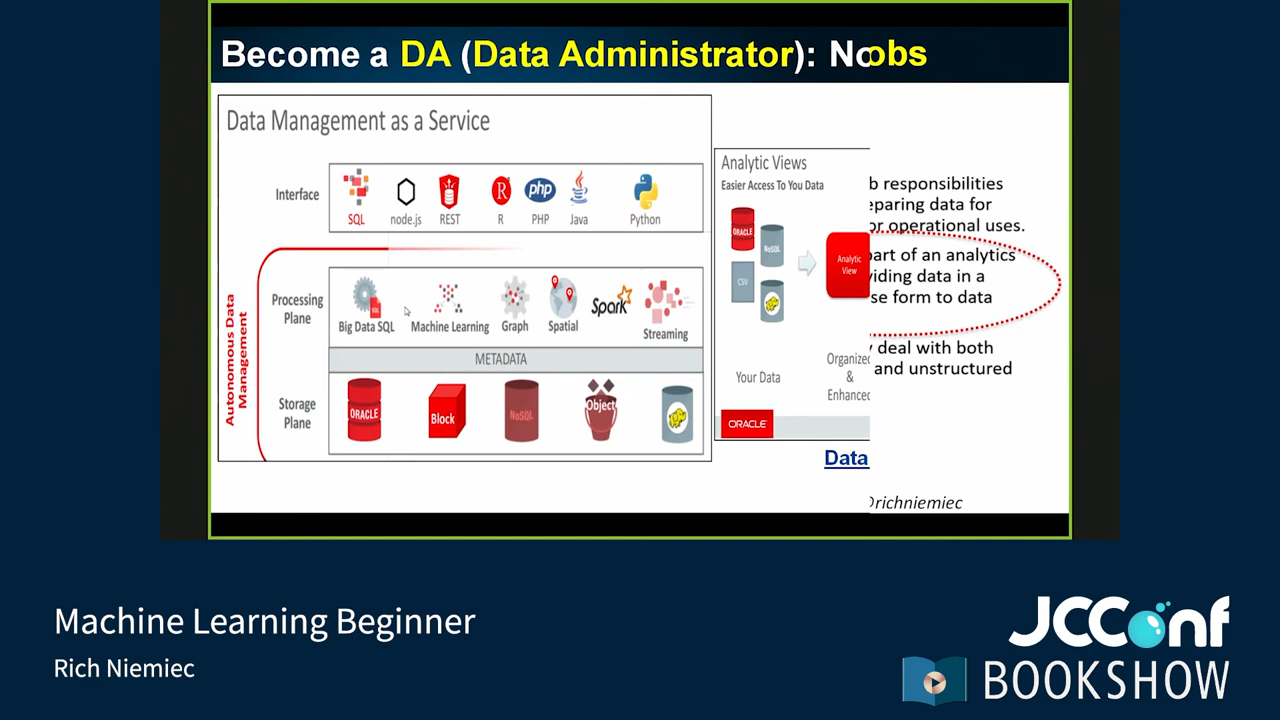 Become a DA (Data Administrator): Noobs
Data Management as a Service
Interface
SQL
node.js
REST
R
PHP
Java
Python
R
php
Autonomous Data
Management
Processing
Plane
SQL
Big Data SQL
Machine Learning
Graph
Spatial
Spark
Streaming
METADATA
Storage
Plane
ORACLE
Block
NoSQL
Object
Analytic Views
Easier Access To You Data
ORACLE
NoSQL
CSV
Analytic
View
Your Data
Organize
&
Enhanced
ORACLE
Data
b responsibilities
eparing data for
or operational uses.
part of an analytics
viding data in a
se form to data
y deal with both
and unstructured
richniemiec
Machine Learning Beginner
Rich Niemiec
JCConf
BOOKSHOW